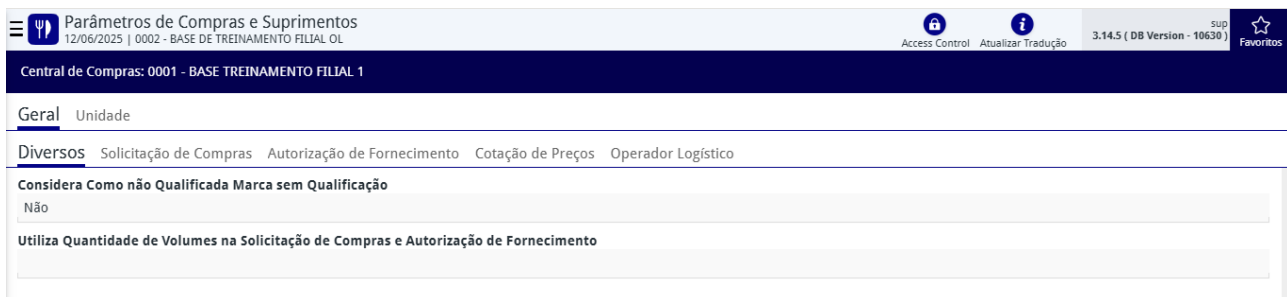 Parâmetros de Compras e Suprimentos
12/06/2025 | 0002 - BASE DE TREINAMENTO FILIAL OL
Access Control
Atualizar Tradução
sup
3.14.5 ( DB Version - 10630 )
Favoritos
Central de Compras: 0001 - BASE TREINAMENTO FILIAL 1
Geral Unidade
Diversos Solicitação de Compras Autorização de Fornecimento Cotação de Preços Operador Logístico
Considera Como não Qualificada Marca sem Qualificação
Não
Utiliza Quantidade de Volumes na Solicitação de Compras e Autorização de Fornecimento